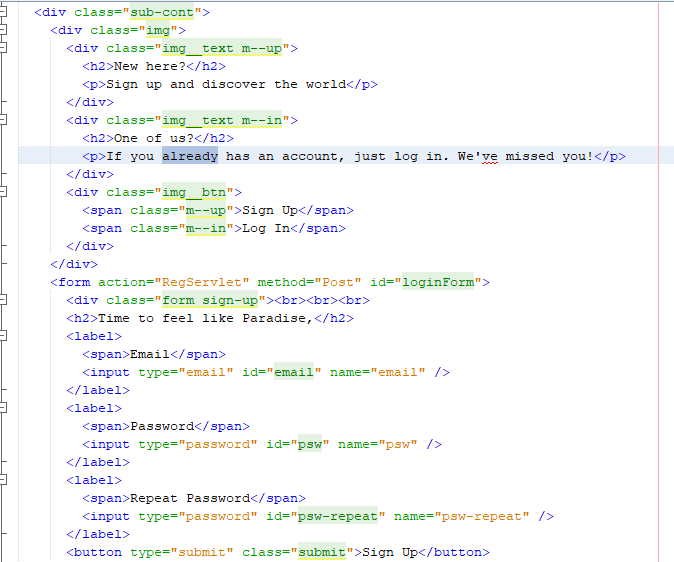 <div class="sub-cont">
<div class="img">
<div class="img__text m--up">
<h2>New here?</h2>
<p>Sign up and discover the world</p>
</div>
<div class="img__text m--in">
<h2>One of us?</h2>
<p>If you already has an account, just log in. We've missed you!</p>
</div>
<div class="img__btn">
<span class="m--up">Sign Up</span>
<span class="m--in">Log In</span>
</div>
</div>
<form action="RegServlet" method="Post" id="loginForm">
<div class="form sign-up"><br><br><br>
<h2>Time to feel like Paradise,</h2>
<label>
<span>Email</span>
<input type="email" id="email" name="email" />
</label>
<label>
<span>Password</span>
<input type="password" id="psw" name="psw" />
</label>
<label>
<span>Repeat Password</span>
<input type="password" id="psw-repeat" name="psw-repeat" />
</label>
<button type="submit" class="submit">Sign Up</button>